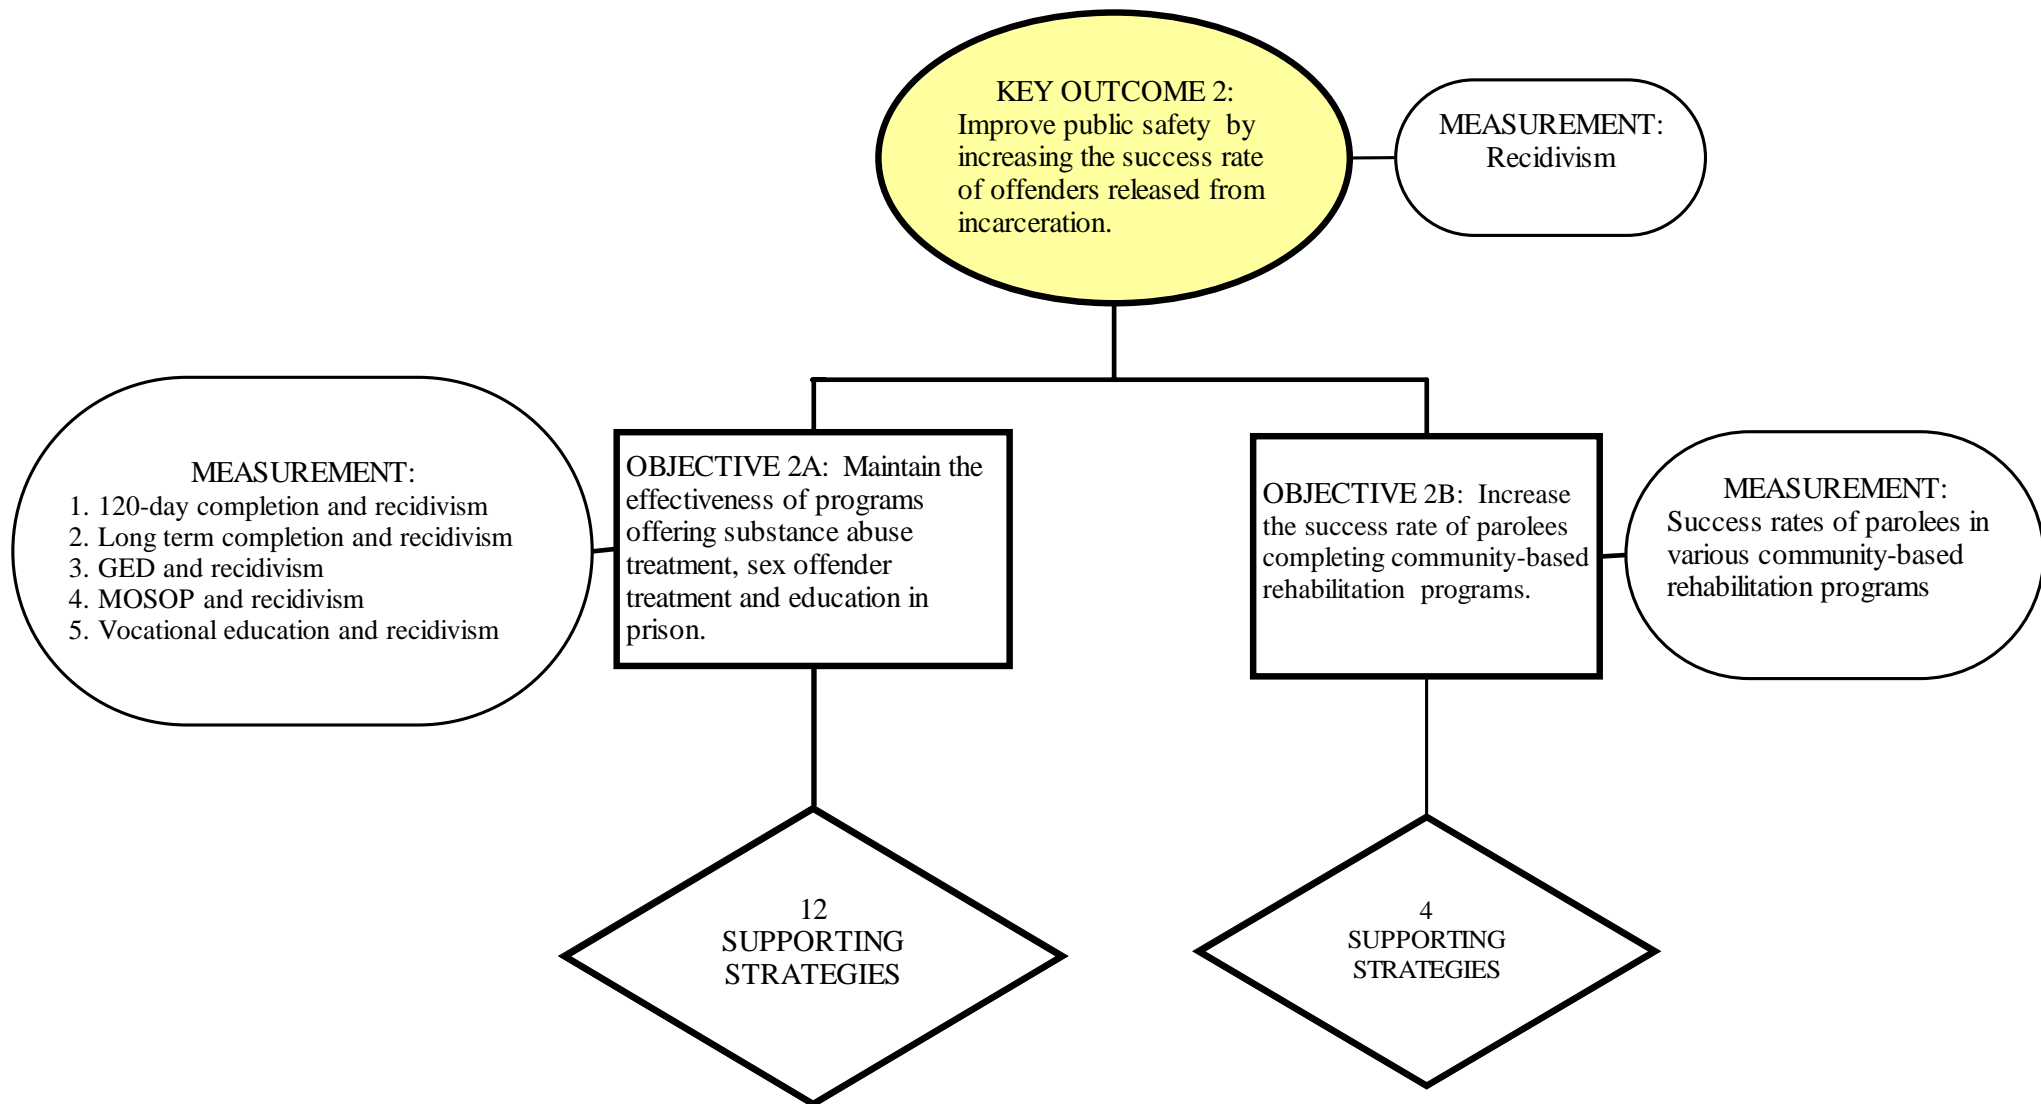 KEY OUTCOME 2:
Improve public safety  by
increasing the success rate
of offenders released from
incarceration.
MEASUREMENT:
Recidivism
MEASUREMENT:
1. 120-day completion and recidivism
2. Long term completion and recidivism
3. GED and recidivism
4. MOSOP and recidivism
5. Vocational education and recidivism
OBJECTIVE 2A:  Maintain the
effectiveness of programs
offering substance abuse
treatment, sex offender
treatment and education in
prison.
OBJECTIVE 2B:  Increase
the success rate of parolees
completing community-based
rehabilitation  programs.
MEASUREMENT:
Success rates of parolees in
various community-based
rehabilitation programs
12
SUPPORTING
STRATEGIES
4
SUPPORTING
STRATEGIES